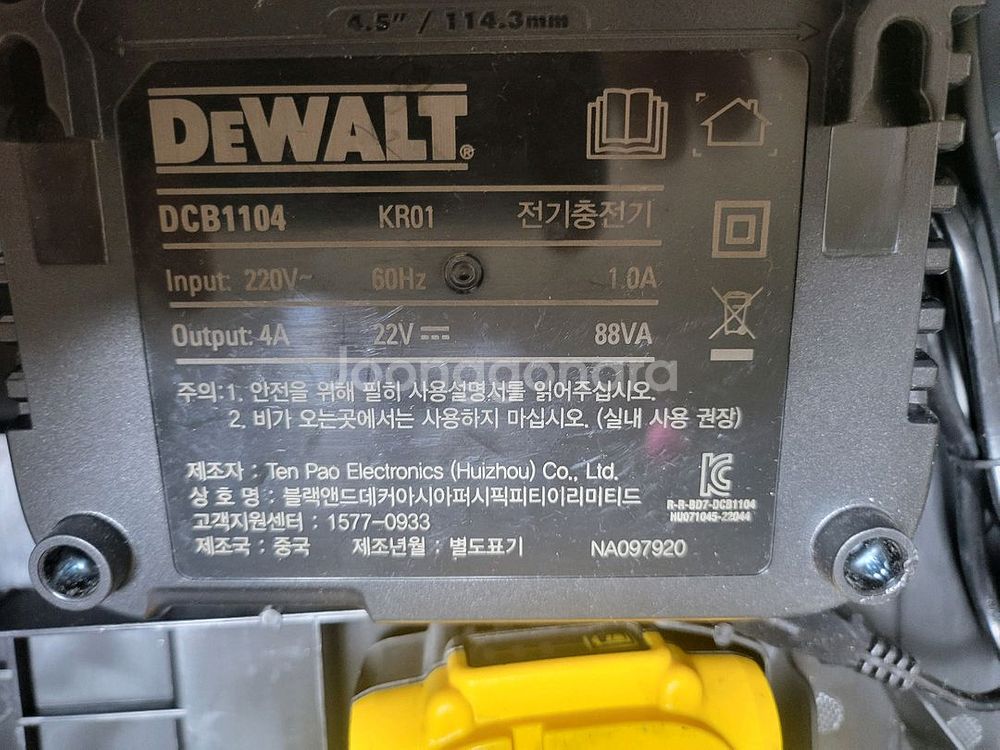 4.5" / 114.3mm
DEWALT®
DCB1104 KR01 전기충전기
Input: 220V~ 60Hz 1.0A
Output: 4A 22V⎓ 88VA
joonggonara
주의:1. 안전을 위해 필히 사용설명서를 읽어주십시오.
2. 비가 오는곳에서는 사용하지 마십시오. (실내 사용 권장)
제조자 : Ten Pao Electronics (Huizhou) Co., Ltd.
상 호 명 : 블랙앤드데커아시아퍼시픽피티이리미티드
고객지원센터 : 1577-0933
제조국 : 중국 제조년월 : 별도표기 NA097920
R-R-BD7-DCB1104
HU071045-22044